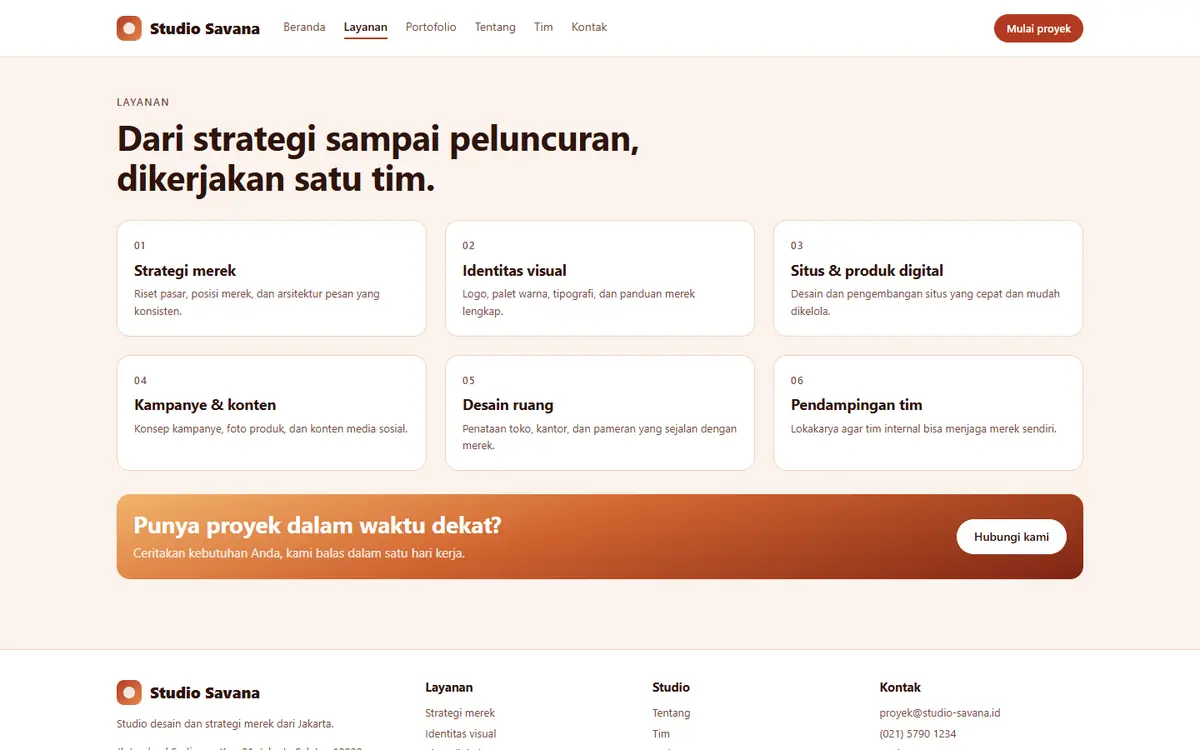 Studio Savana
Beranda
Layanan
Portofolio
Tentang
Tim
Kontak
Mulai proyek
LAYANAN
Dari strategi sampai peluncuran,
dikerjakan satu tim.
01
Strategi merek
Riset pasar, posisi merek, dan arsitektur pesan yang
konsisten.
02
Identitas visual
Logo, palet warna, tipografi, dan panduan merek
lengkap.
03
Situs & produk digital
Desain dan pengembangan situs yang cepat dan mudah
dikelola.
04
Kampanye & konten
Konsep kampanye, foto produk, dan konten media sosial.
05
Desain ruang
Penataan toko, kantor, dan pameran yang sejalan dengan
merek.
06
Pendampingan tim
Lokakarya agar tim internal bisa menjaga merek sendiri.
Punya proyek dalam waktu dekat?
Ceritakan kebutuhan Anda, kami balas dalam satu hari kerja.
Hubungi kami
Studio Savana
Studio desain dan strategi merek dari Jakarta.
Layanan
Strategi merek
Identitas visual
Studio
Tentang
Tim
Kontak
proyek@studio-savana.id
(021) 5790 1234